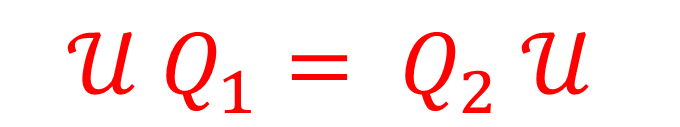 𝒰 Q₁ = Q₂ 𝒰